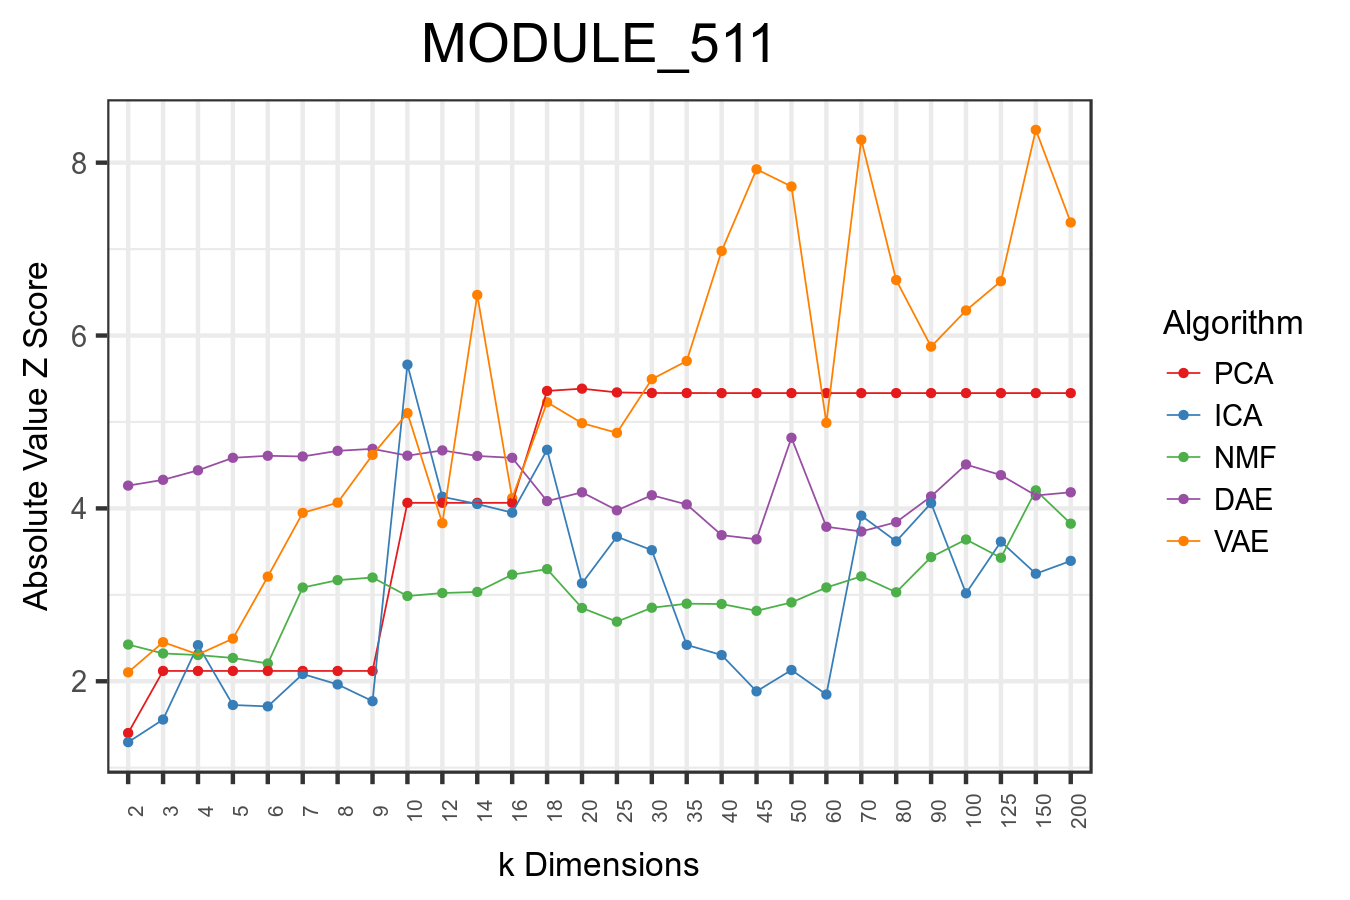 MODULE_511
Absolute Value Z Score
8
6
4
2
2 3 4 5 6 7 8 9 10 12 14 16 18 20 25 30 35 40 45 50 60 70 80 90 100 125 150 200
k Dimensions
Algorithm
PCA
ICA
NMF
DAE
VAE